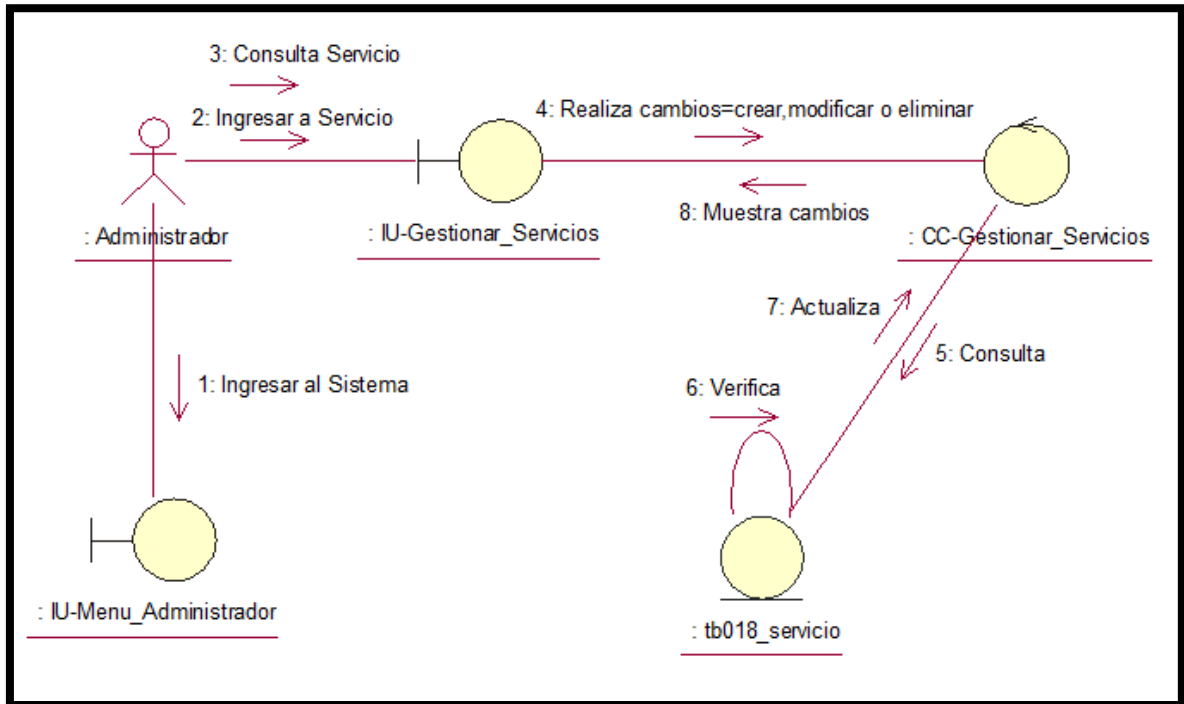 3: Consulta Servicio
2: Ingresar a Servicio
4: Realiza cambios=crear,modificar o eliminar
8: Muestra cambios
: Administrador
: IU-Gestionar_Servicios
: CC-Gestionar_Servicios
7: Actualiza
5: Consulta
1: Ingresar al Sistema
6: Verifica
: IU-Menu_Administrador
: tb018_servicio